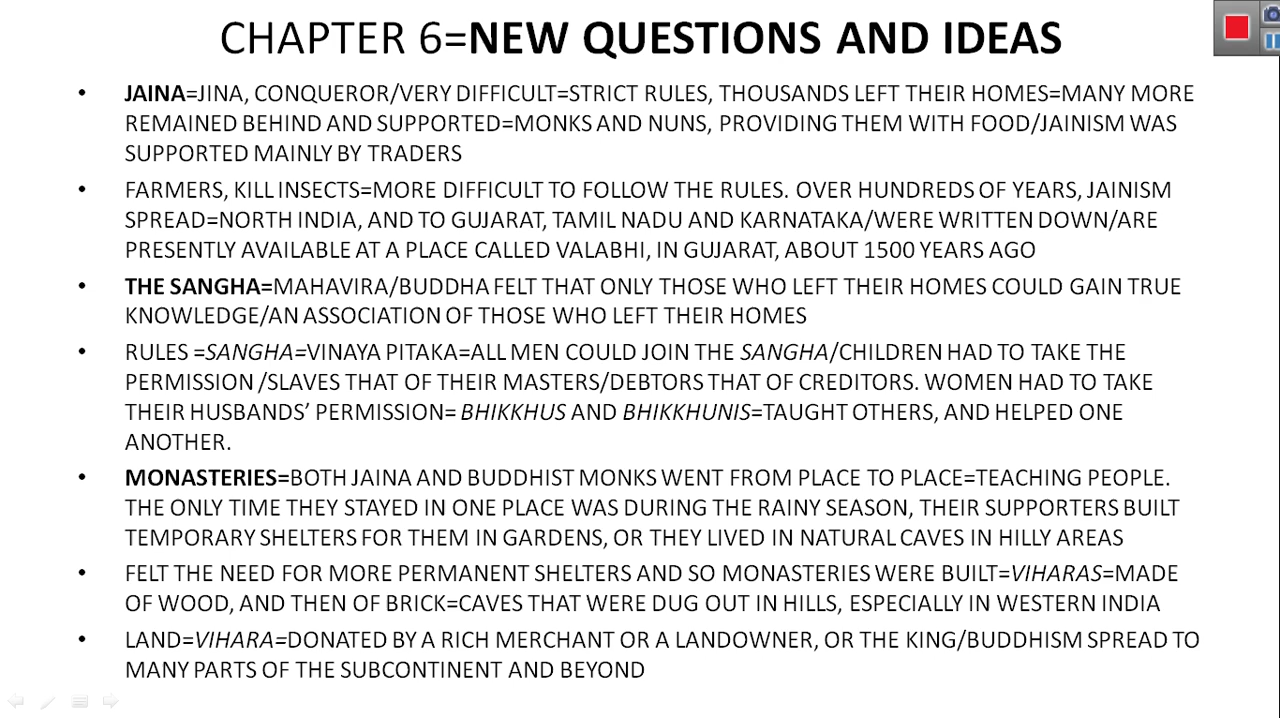 CHAPTER 6=NEW QUESTIONS AND IDEAS
• JAINA=JINA, CONQUEROR/VERY DIFFICULT=STRICT RULES, THOUSANDS LEFT THEIR HOMES=MANY MORE
REMAINED BEHIND AND SUPPORTED=MONKS AND NUNS, PROVIDING THEM WITH FOOD/JAINISM WAS
SUPPORTED MAINLY BY TRADERS
• FARMERS, KILL INSECTS=MORE DIFFICULT TO FOLLOW THE RULES. OVER HUNDREDS OF YEARS, JAINISM
SPREAD=NORTH INDIA, AND TO GUJARAT, TAMIL NADU AND KARNATAKA/WERE WRITTEN DOWN/ARE
PRESENTLY AVAILABLE AT A PLACE CALLED VALABHI, IN GUJARAT, ABOUT 1500 YEARS AGO
• THE SANGHA=MAHAVIRA/BUDDHA FELT THAT ONLY THOSE WHO LEFT THEIR HOMES COULD GAIN TRUE
KNOWLEDGE/AN ASSOCIATION OF THOSE WHO LEFT THEIR HOMES
• RULES =SANGHA=VINAYA PITAKA=ALL MEN COULD JOIN THE SANGHA/CHILDREN HAD TO TAKE THE
PERMISSION /SLAVES THAT OF THEIR MASTERS/DEBTORS THAT OF CREDITORS. WOMEN HAD TO TAKE
THEIR HUSBANDS’ PERMISSION= BHIKKHUS AND BHIKKHUNIS=TAUGHT OTHERS, AND HELPED ONE
ANOTHER.
• MONASTERIES=BOTH JAINA AND BUDDHIST MONKS WENT FROM PLACE TO PLACE=TEACHING PEOPLE.
THE ONLY TIME THEY STAYED IN ONE PLACE WAS DURING THE RAINY SEASON, THEIR SUPPORTERS BUILT
TEMPORARY SHELTERS FOR THEM IN GARDENS, OR THEY LIVED IN NATURAL CAVES IN HILLY AREAS
• FELT THE NEED FOR MORE PERMANENT SHELTERS AND SO MONASTERIES WERE BUILT=VIHARAS=MADE
OF WOOD, AND THEN OF BRICK=CAVES THAT WERE DUG OUT IN HILLS, ESPECIALLY IN WESTERN INDIA
• LAND=VIHARA=DONATED BY A RICH MERCHANT OR A LANDOWNER, OR THE KING/BUDDHISM SPREAD TO
MANY PARTS OF THE SUBCONTINENT AND BEYOND